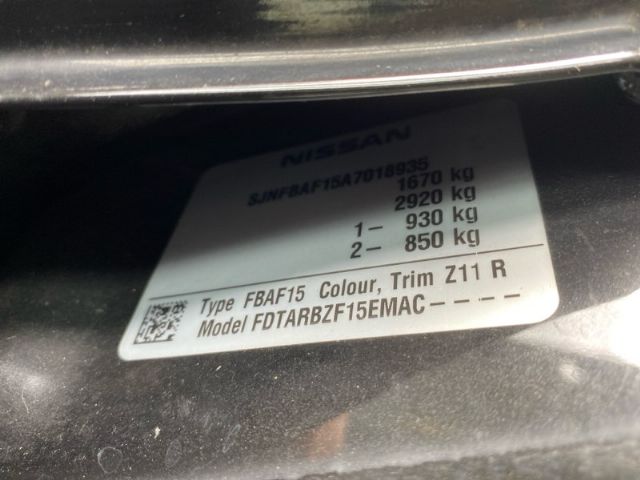 NISSAN
SJNFBAF15A7018935
1670 kg
2920 kg
1– 930 kg
2– 850 kg
Type FBAF15 Colour, Trim Z11 R
Model FDTARBZF15EMAC– – – –